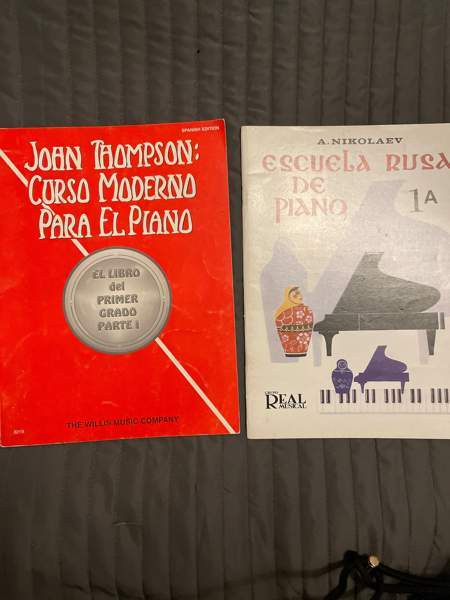 SPANISH EDITION
JOHN THOMPSON:
CURSO MODERNO
PARA EL PIANO
EL LIBRO
del
PRIMER
GRADO
PARTE I
THE WILLIS MUSIC COMPANY
A. NIKOLAEV
ESCUELA RUSA
DE
PIANO
1A
REAL
MUSICAL